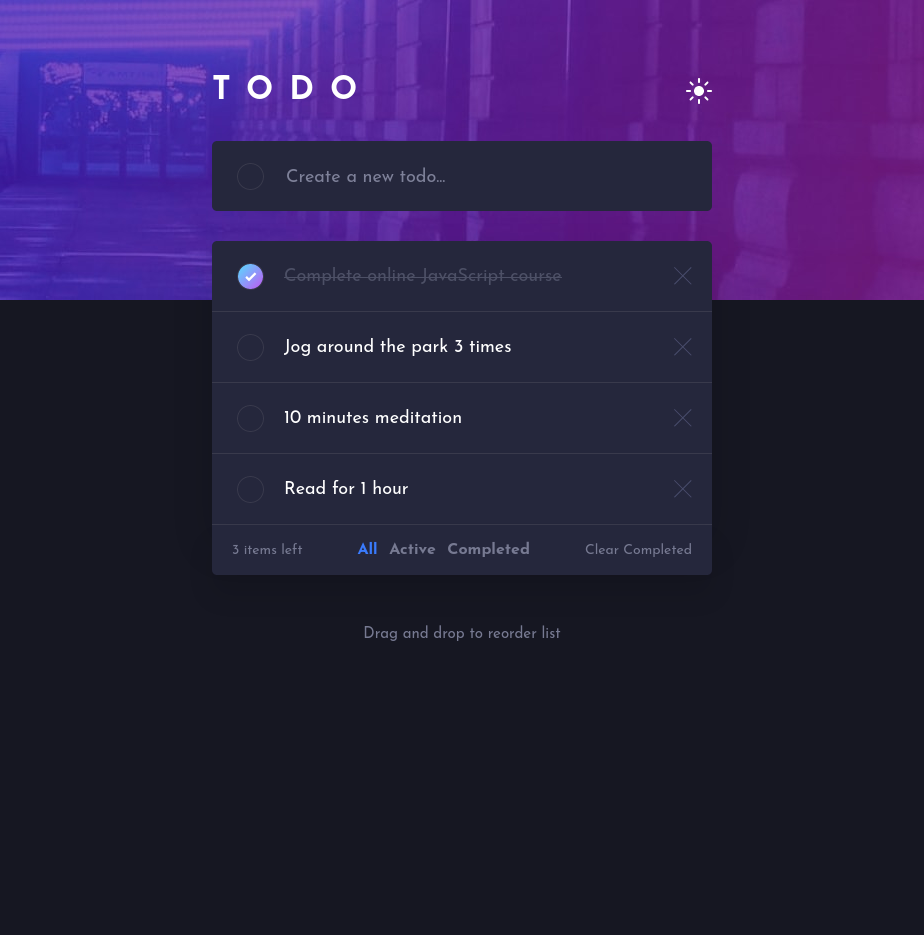 TODO
Create a new todo...
Complete online JavaScript course
Jog around the park 3 times
10 minutes meditation
Read for 1 hour
3 items left All Active Completed Clear Completed
Drag and drop to reorder list